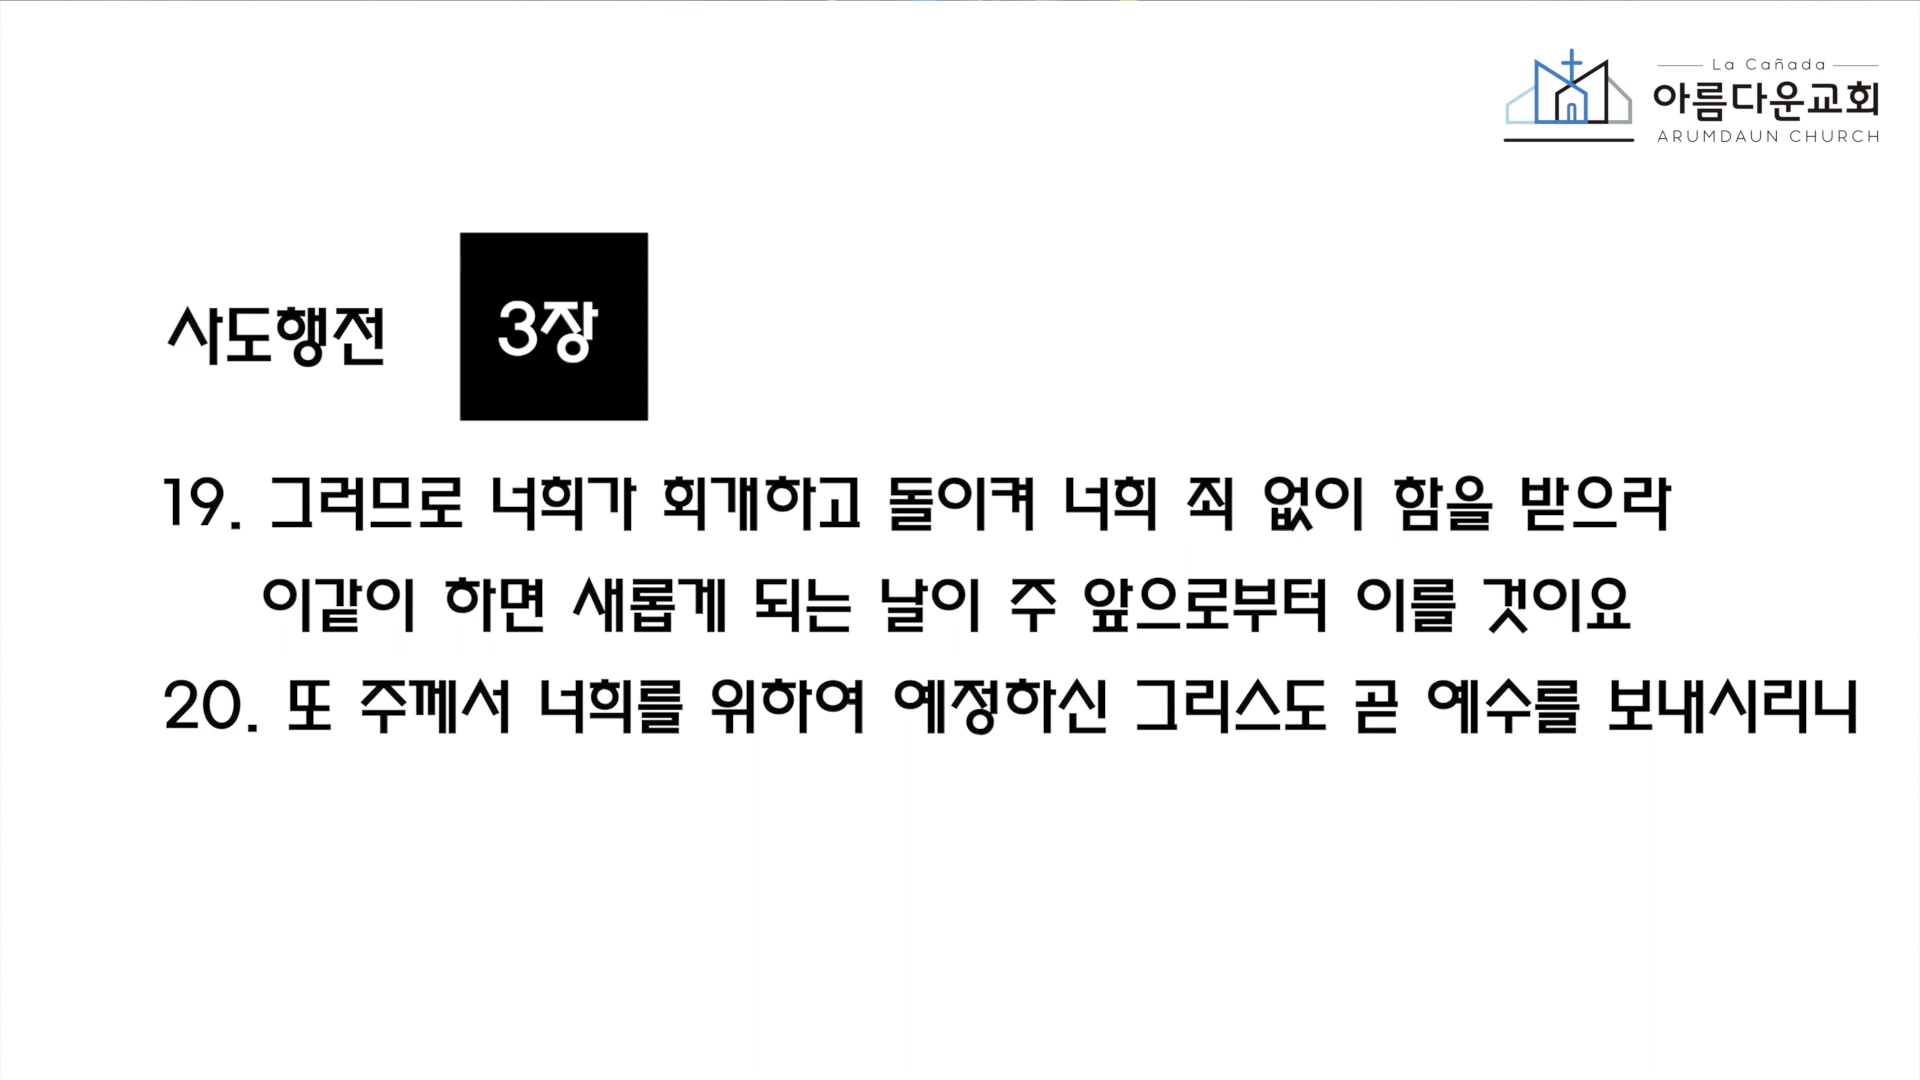 La Cañada
아름다운교회
ARUMDAUN CHURCH
사도행전 3장
19. 그러므로 너희가 회개하고 돌이켜 너희 죄 없이 함을 받으라
이같이 하면 새롭게 되는 날이 주 앞으로부터 이를 것이요
20. 또 주께서 너희를 위하여 예정하신 그리스도 곧 예수를 보내시리니